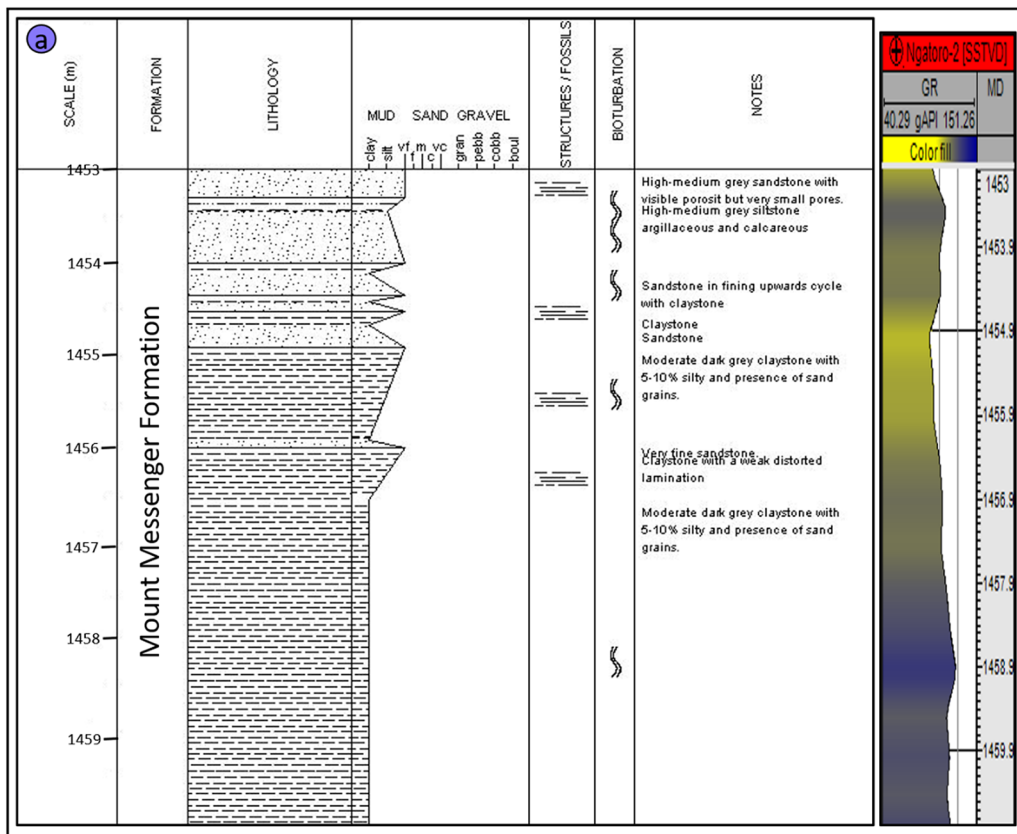 a
SCALE (m)
FORMATION
LITHOLOGY
MUD SAND GRAVEL
clay
silt
vf
f
m
c
vc
gran
pebb
cobb
boul
STRUCTURES / FOSSILS
BIOTURBATION
NOTES
1453
1454
1455
1456
1457
1458
1459
Mount Messenger Formation
High-medium grey sandstone with
visible porosit but very small pores.
High-medium grey siltstone
argillaceous and calcareous
Sandstone in fining upwards cycle
with claystone
Claystone
Sandstone
Moderate dark grey claystone with
5-10% silty and presence of sand
grains.
Very fine sandstone.
Claystone with a weak distorted
lamination
Moderate dark grey claystone with
5-10% silty and presence of sand
grains.
Ngatoro-2 [SSTVD]
GR MD
40.29 gAPI 151.26
Color fill
1453
1453.9
1454.9
1455.9
1456.9
1457.9
1458.9
1459.9